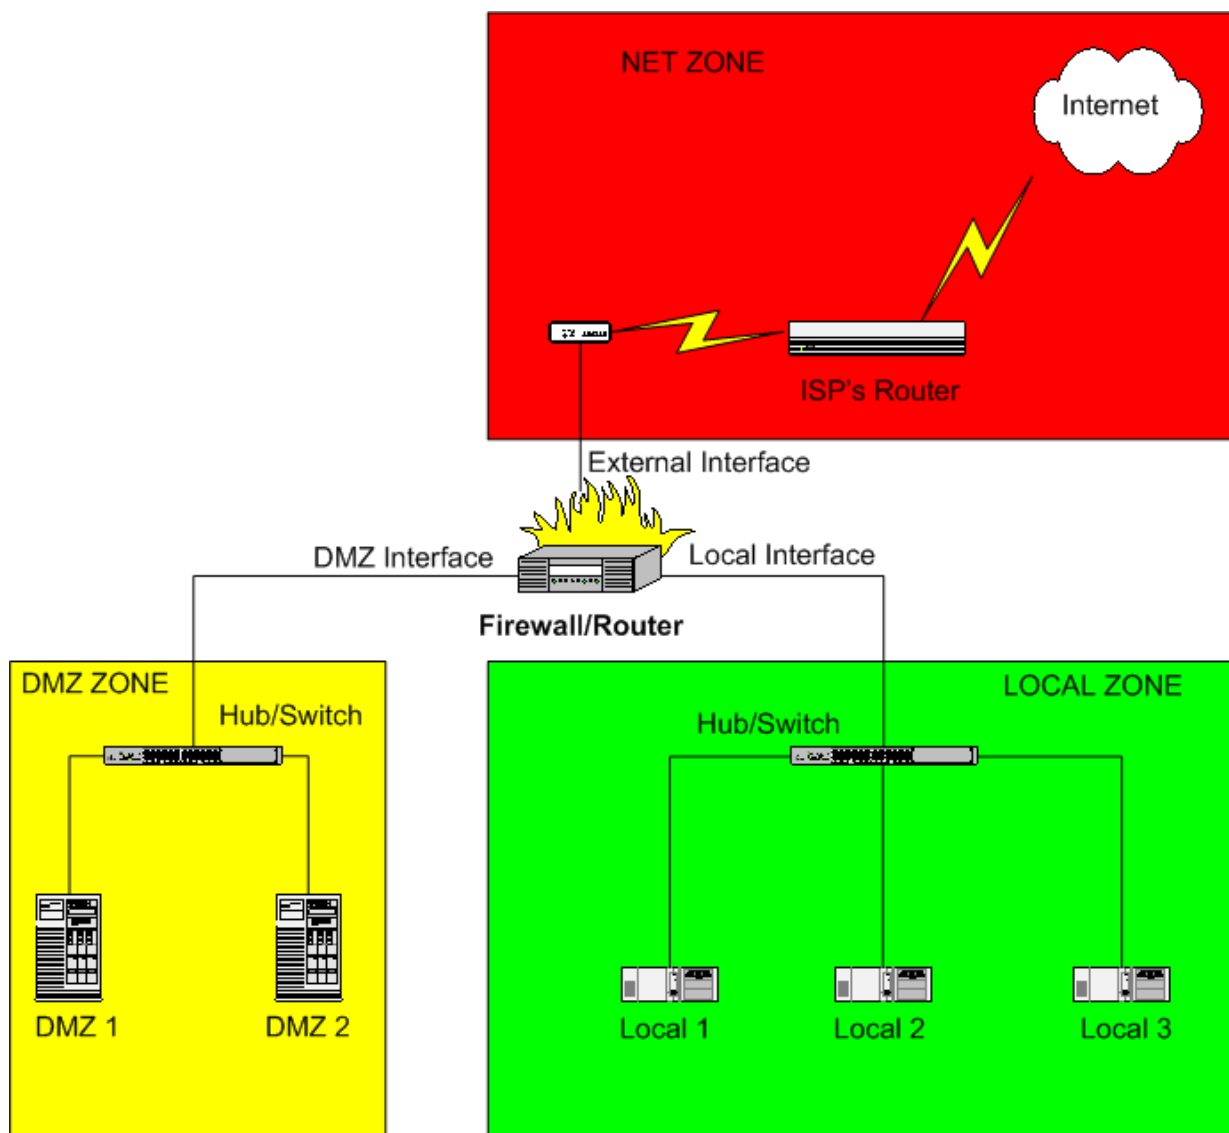 NET ZONE
Internet
ISP's Router
External Interface
DMZ Interface
Local Interface
Firewall/Router
DMZ ZONE
Hub/Switch
DMZ 1
DMZ 2
LOCAL ZONE
Hub/Switch
Local 1
Local 2
Local 3